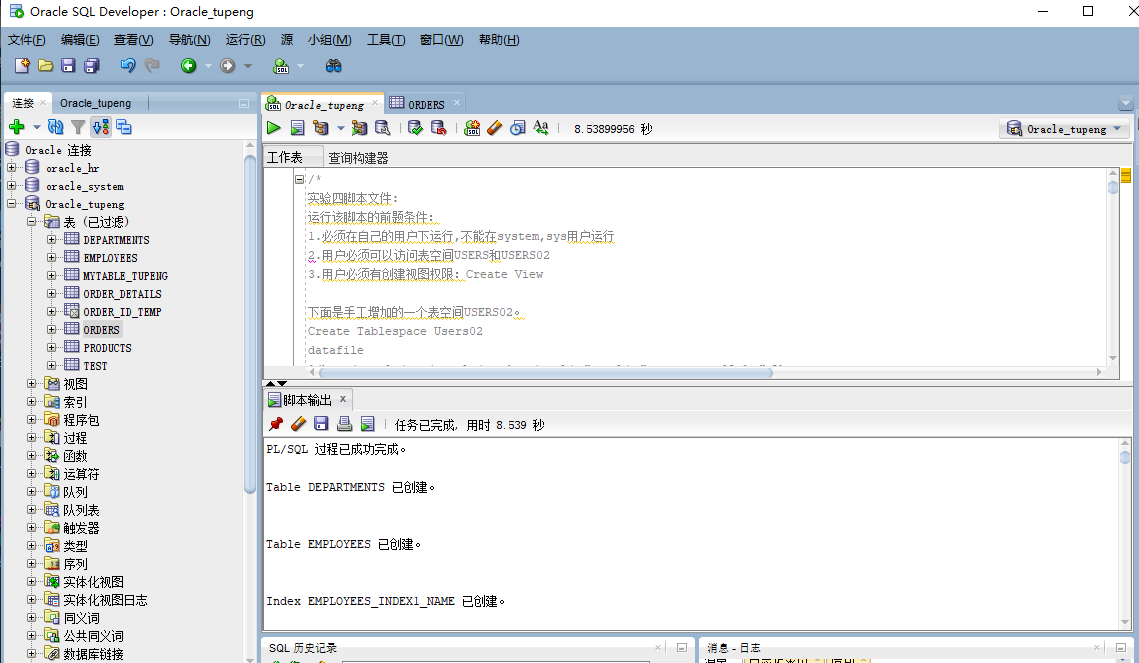 Oracle SQL Developer : Oracle_tupeng
文件(F) 编辑(E) 查看(V) 导航(N) 运行(R) 源 小组(M) 工具(T) 窗口(W) 帮助(H)
连接 Oracle_tupeng
Oracle 连接
oracle_hr
oracle_system
Oracle_tupeng
表 (已过滤)
DEPARTMENTS
EMPLOYEES
MYTABLE_TUPENG
ORDER_DETAILS
ORDER_ID_TEMP
ORDERS
PRODUCTS
TEST
视图
索引
程序包
过程
函数
运算符
队列
队列表
触发器
类型
序列
实体化视图
实体化视图日志
同义词
公共同义词
数据库链接
Oracle_tupeng ORDERS
8.53899956 秒
Oracle_tupeng
工作表 查询构建器
/*
实验四脚本文件:
运行该脚本的前题条件:
1.必须在自己的用户下运行,不能在system,sys用户运行
2.用户必须可以访问表空间USERS和USERS02
3.用户必须有创建视图权限: Create View
下面是手工增加的一个表空间USERS02。
Create Tablespace Users02
datafile
脚本输出
任务已完成, 用时 8.539 秒
PL/SQL 过程已成功完成。
Table DEPARTMENTS 已创建。
Table EMPLOYEES 已创建。
Index EMPLOYEES_INDEX1_NAME 已创建。
SQL 历史记录
消息 - 日志